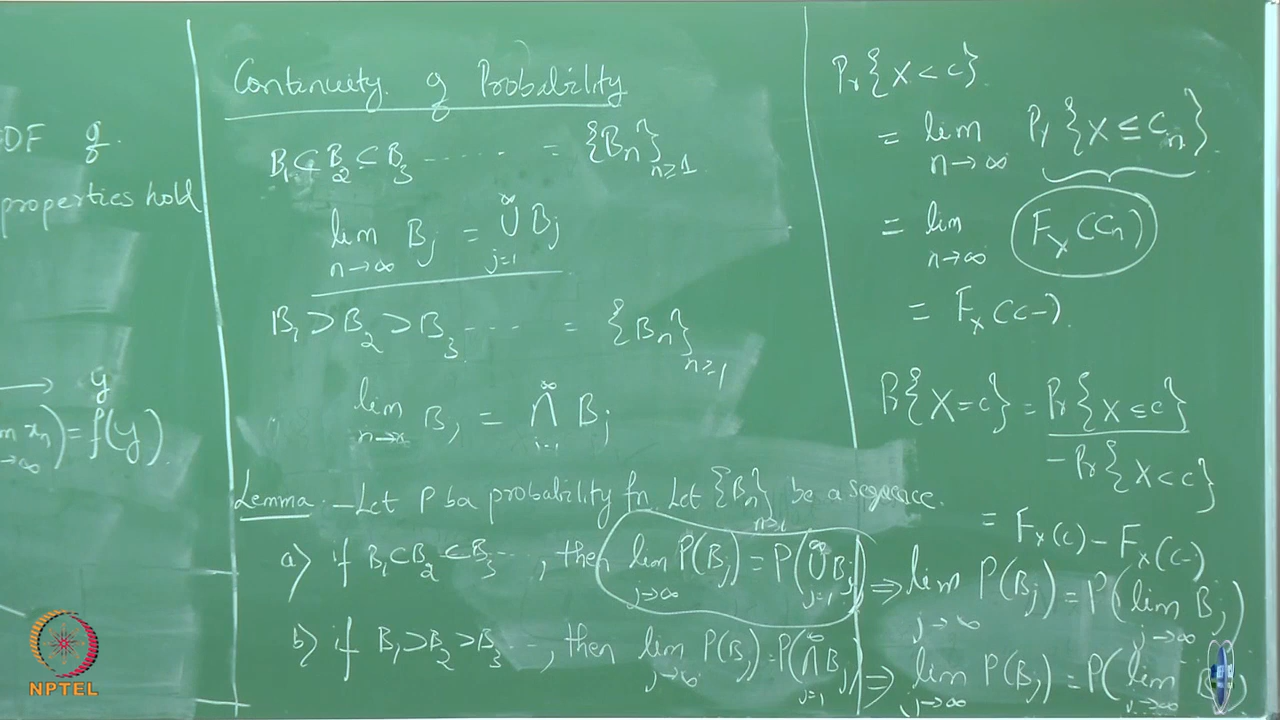 DF of.
properties hold
→ y
lim xn) = f(y).
→∞
Continuity of Probability
B₁ ⊂ B₂ ⊂ B₃ ...... = {Bn}n≥1
lim n→∞ Bj = ∞∪j=1 Bj
B₁ ⊃ B₂ ⊃ B₃ .... = {Bn}n≥1
lim Bj = ∞∩ Bj
Lemma :- Let P ba probability fn. Let {Bn}n≥1 be a sequence.
a) if B₁ ⊂ B₂ ⊂ B₃ ..., then lim j→∞ P(Bj) = P(∞∪j=1 Bj) ⇒ lim j→∞ P(Bj) = P(lim j→∞ Bj)
b) if B₁ ⊃ B₂ ⊃ B₃ ..., then lim j→∞ P(Bj) = P(∞∩j=1 Bj) ⇒ lim j→∞ P(Bj) = P(lim j→∞
Pr{X < c}.
= lim n→∞ Pr{X ≤ Cn}.
= lim n→∞ Fx(Cn)
= Fx(c-).
P{X=c} = Pr{X ≤ c}
- Pr{X < c}
= Fx(c) - Fx(c-)
NPTEL